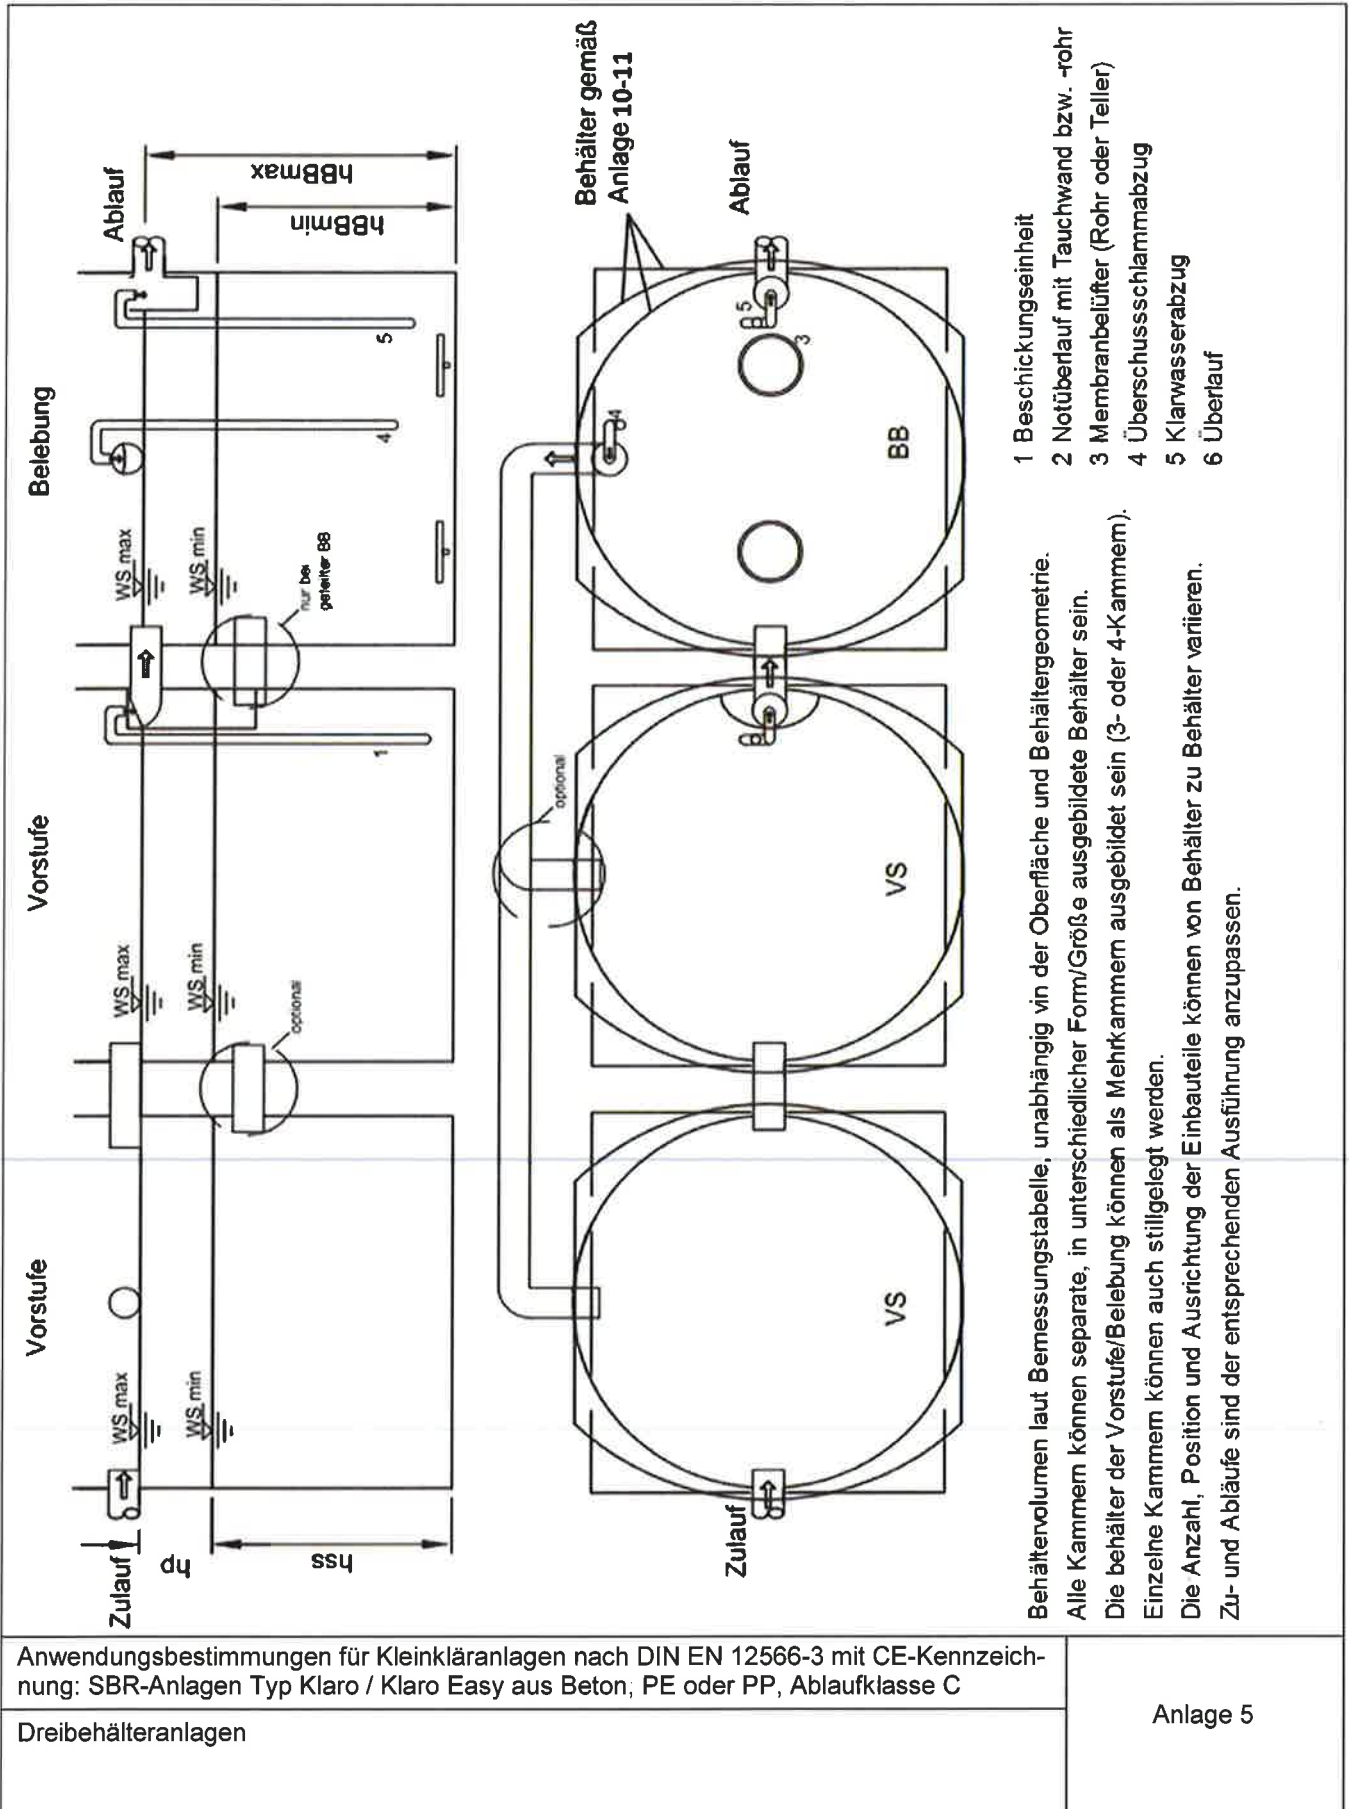 Vorstufe
Vorstufe
Belebung
Zulauf
WS max
WS min
WS max
WS min
WS max
WS min
Ablauf
hp
hss
hBBmin
hBBmax
optional
nur bei
geteilter BB
1
4
5
optional
Behälter gemäß
Anlage 10-11
Zulauf
VS
VS
BB
3
4
5
Ablauf
Behältervolumen laut Bemessungstabelle, unabhängig vin der Oberfläche und Behältergeometrie.
Alle Kammern können separate, in unterschiedlicher Form/Größe ausgebildete Behälter sein.
Die behälter der Vorstufe/Belebung können als Mehrkammern ausgebildet sein (3- oder 4-Kammern).
Einzelne Kammern können auch stillgelegt werden.
Die Anzahl, Position und Ausrichtung der Einbauteile können von Behälter zu Behälter variieren.
Zu- und Abläufe sind der entsprechenden Ausführung anzupassen.
1 Beschickungseinheit
2 Notüberlauf mit Tauchwand bzw. -rohr
3 Membranbelüfter (Rohr oder Teller)
4 Überschussschlammabzug
5 Klarwasserabzug
6 Überlauf
Anwendungsbestimmungen für Kleinkläranlagen nach DIN EN 12566-3 mit CE-Kennzeich-
nung: SBR-Anlagen Typ Klaro / Klaro Easy aus Beton, PE oder PP, Ablaufklasse C
Dreibehälteranlagen
Anlage 5